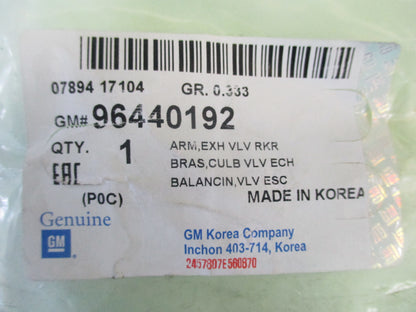 07894 17104 GR. 0.333
GM# 96440192
QTY. 1 ARM,EXH VLV RKR
BRAS,CULB VLV ECH
EAC BALANCIN,VLV ESC
(P0C) MADE IN KOREA
Genuine
GM
GM Korea Company
Inchon 403-714, Korea
2457807E560870